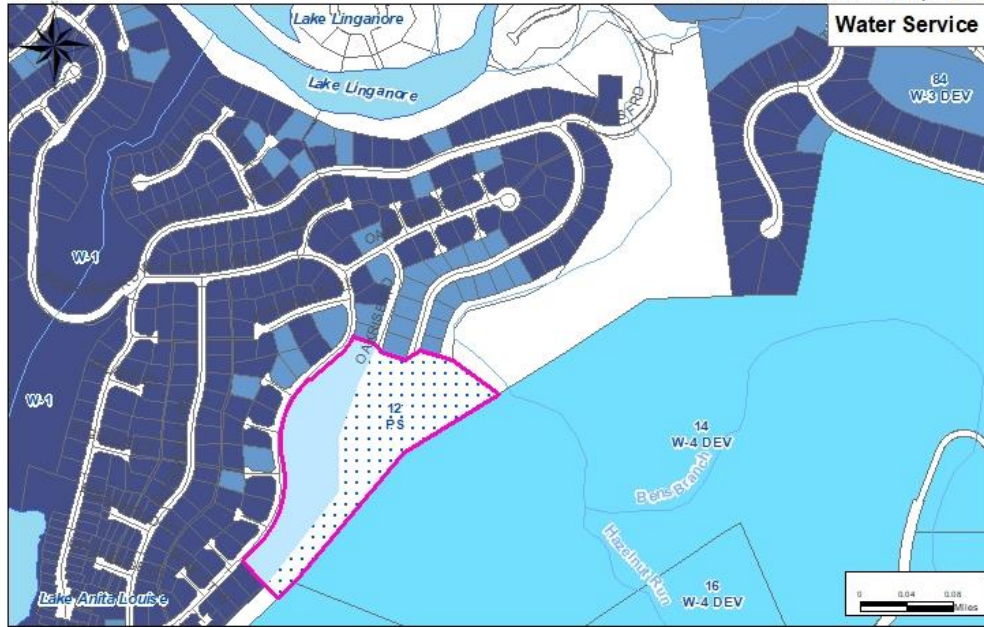 Water Service
Lake Linganore
Lake Linganore
84
W-3 DEV
W-1
W-1
12
PS
14
W-4 DEV
Bens Branch
Hazelnut Run
16
W-4 DEV
Lake Anita Louise
0 0.04 0.08
Miles